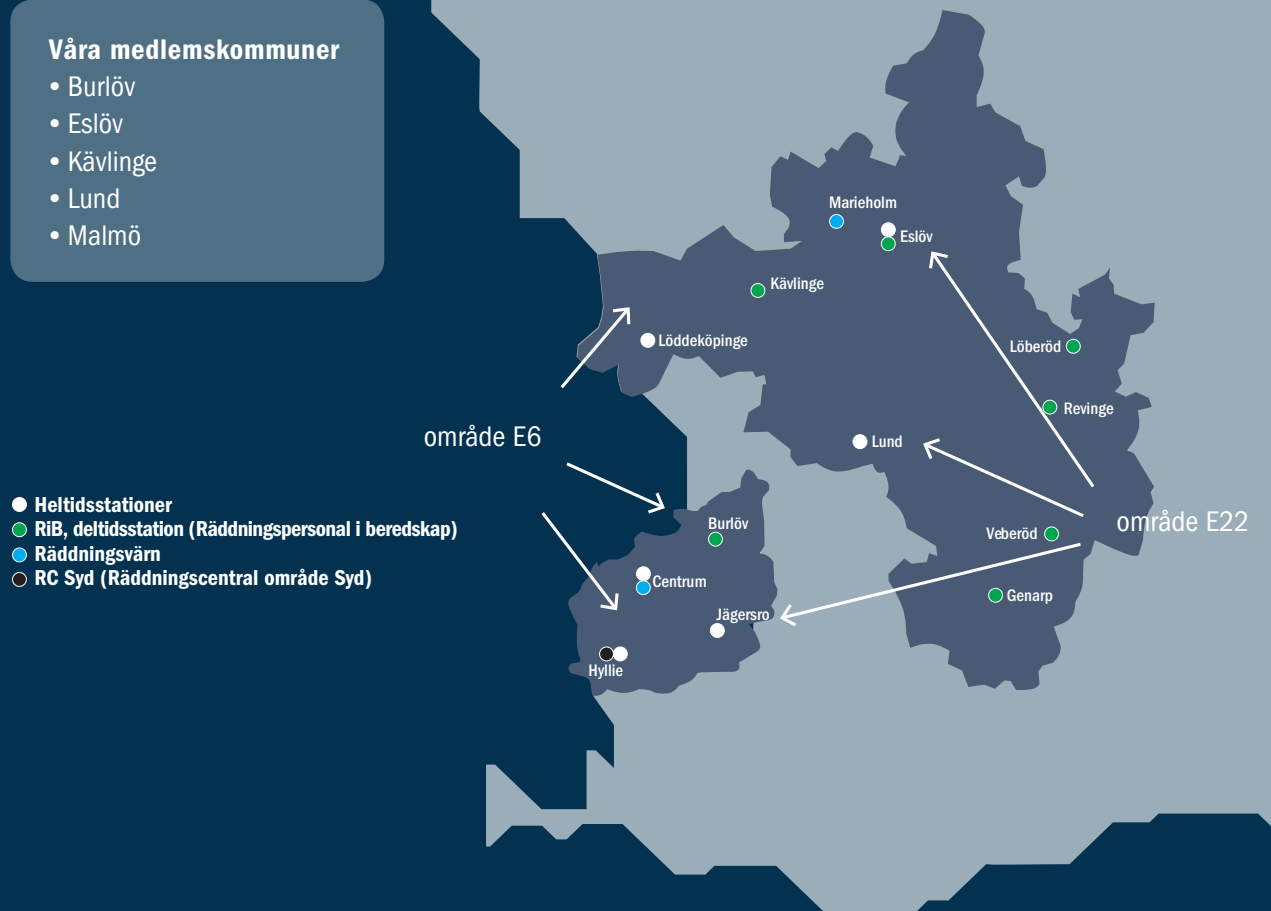 Våra medlemskommuner
• Burlöv
• Eslöv
• Kävlinge
• Lund
• Malmö
Marieholm
Eslöv
Kävlinge
Löddeköpinge
Löberöd
Revinge
område E6
Lund
Heltidsstationer
RiB, deltidsstation (Räddningspersonal i beredskap)
Räddningsvärn
RC Syd (Räddningscentral område Syd)
Burlöv
område E22
Veberöd
Centrum
Genarp
Jägersro
Hyllie